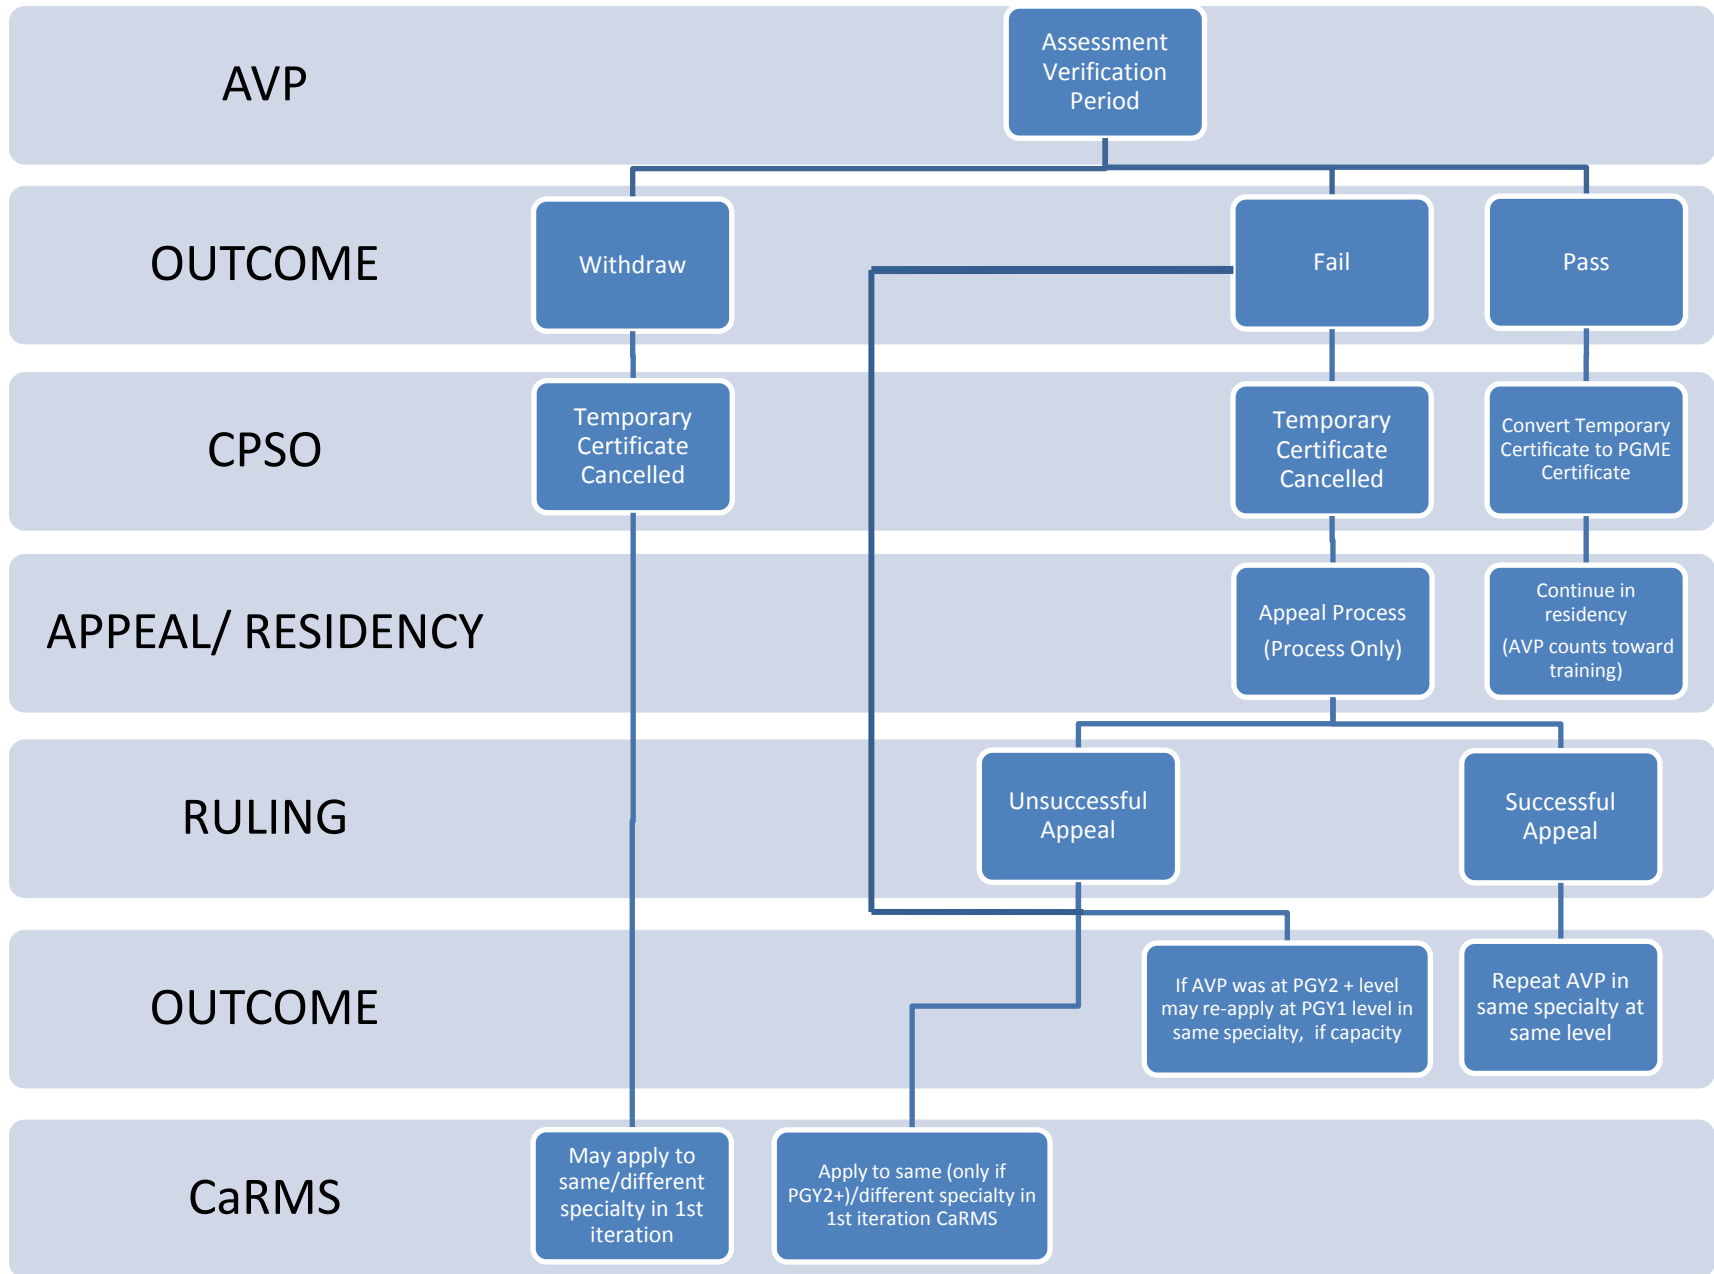 AVP
Assessment
Verification
Period
OUTCOME
Withdraw
Fail
Pass
CPSO
Temporary
Certificate
Cancelled
Temporary
Certificate
Cancelled
Convert Temporary
Certificate to PGME
Certificate
APPEAL/ RESIDENCY
Appeal Process
(Process Only)
Continue in
residency
(AVP counts toward
training)
RULING
Unsuccessful
Appeal
Successful
Appeal
OUTCOME
If AVP was at PGY2 + level
may re-apply at PGY1 level in
same specialty, if capacity
Repeat AVP in
same specialty at
same level
CaRMS
May apply to
same/different
specialty in 1st
iteration
Apply to same (only if
PGY2+)/different specialty in
1st iteration CaRMS